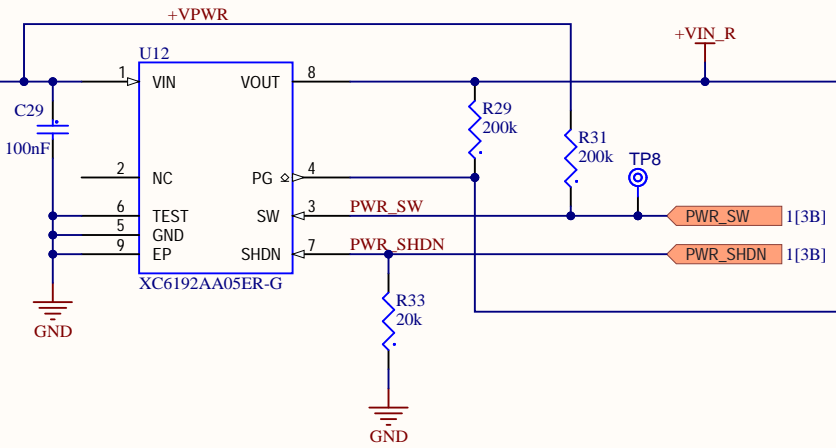 +VPWR
+VIN_R
U12
1
VIN
VOUT
8
C29
100nF
R29
200k
R31
200k
TP8
2
NC
PG
4
6
TEST
SW
3
PWR_SW
PWR_SW
1[3B]
5
GND
9
EP
SHDN
7
PWR_SHDN
PWR_SHDN
1[3B]
XC6192AA05ER-G
R33
20k
GND
GND